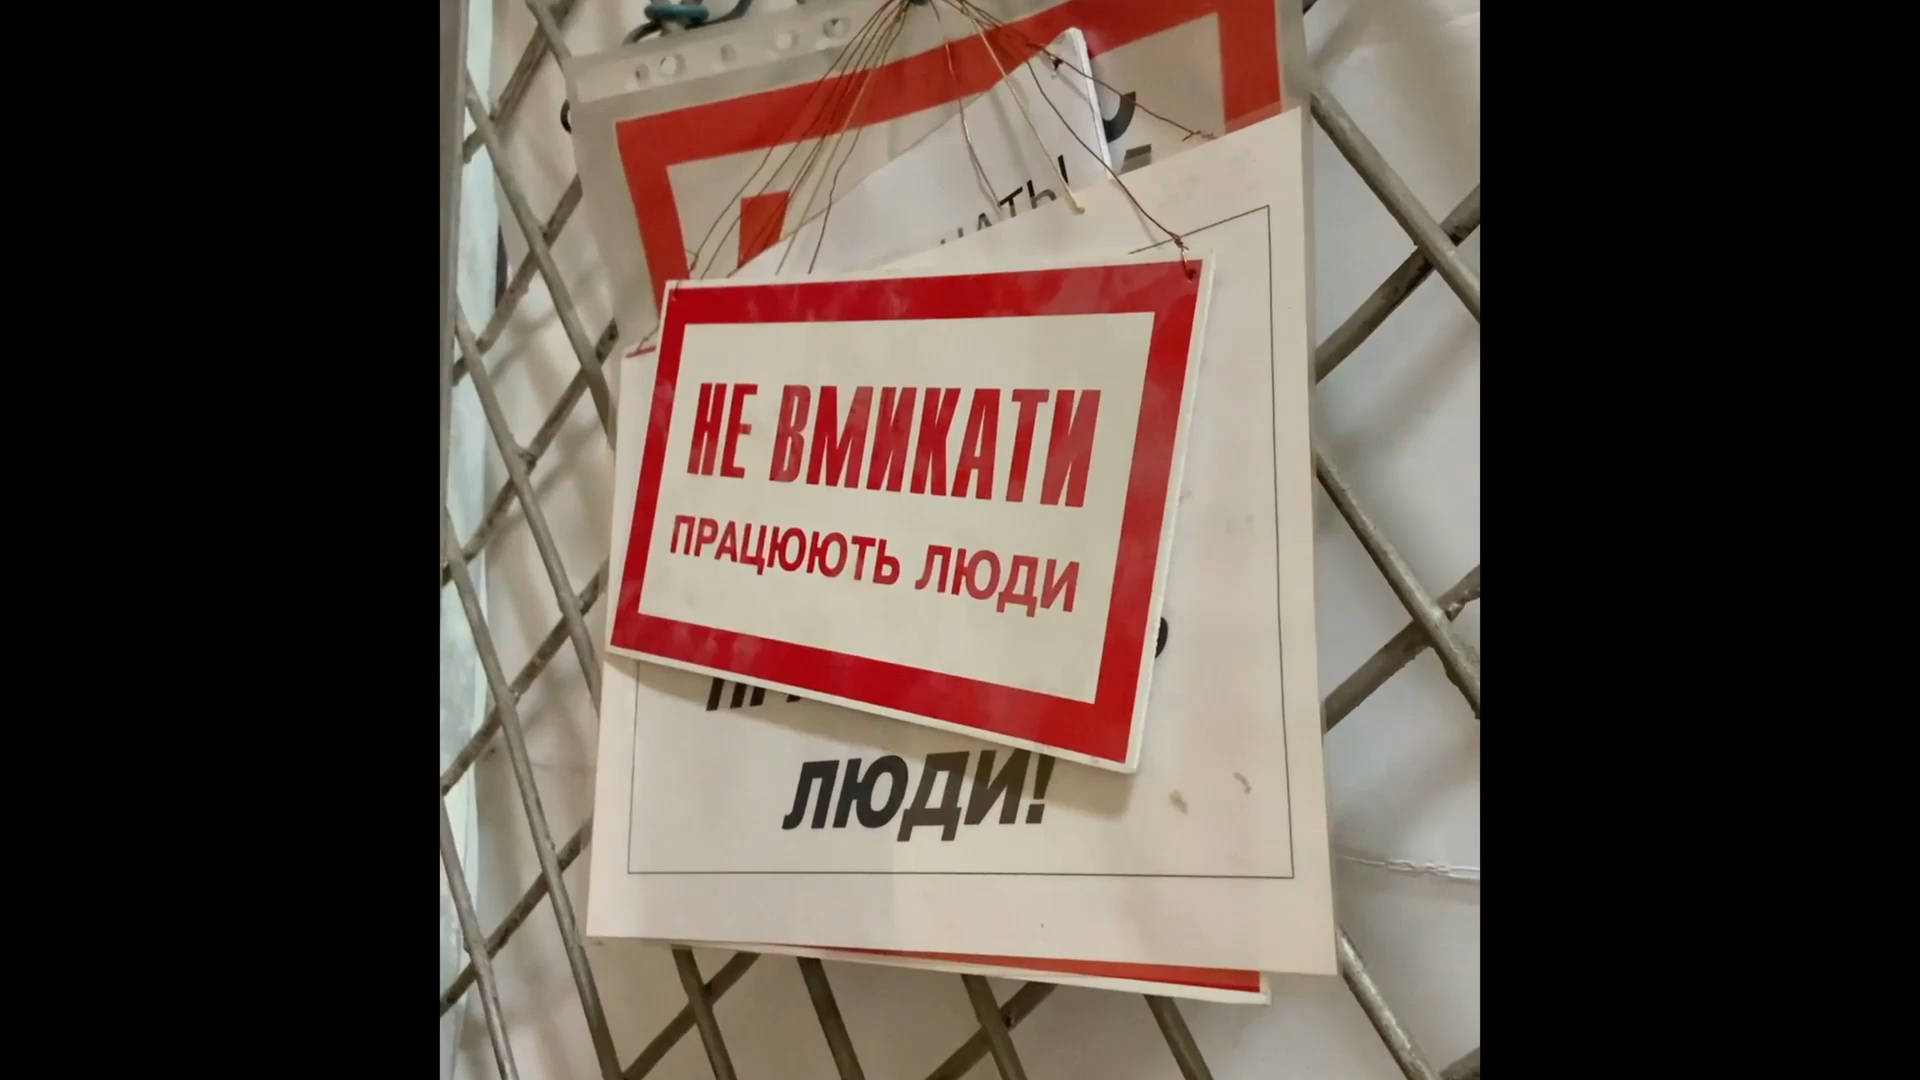 НЕ ВМИКАТИ
ПРАЦЮЮТЬ ЛЮДИ
ЛЮДИ!